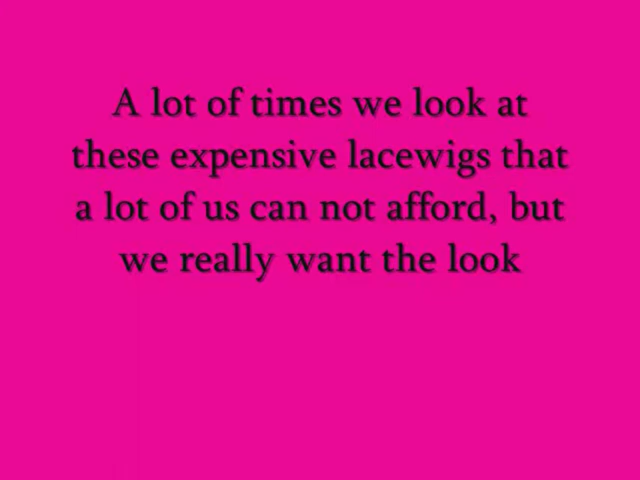 A lot of times we look at
these expensive lacewigs that
a lot of us can not afford, but
we really want the look